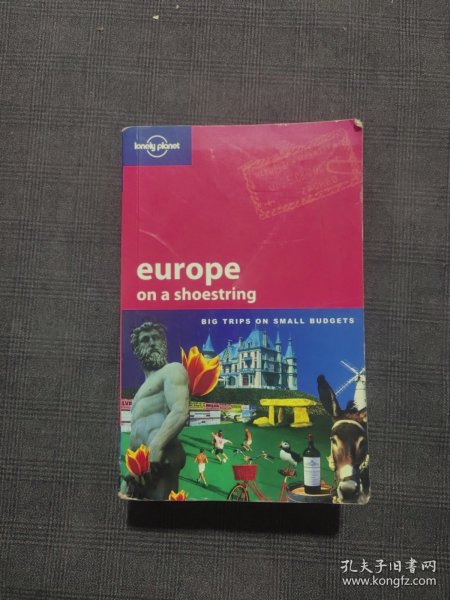 lonely planet
europe
on a shoestring
BIG TRIPS ON SMALL BUDGETS
孔夫子旧书网
www.kongfz.com